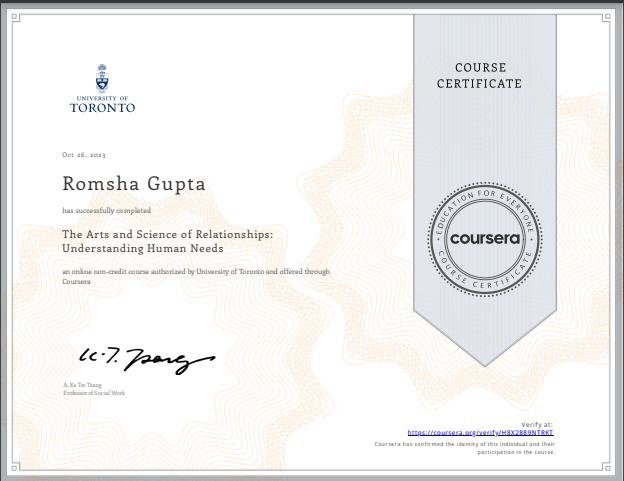 UNIVERSITY OF
TORONTO
COURSE
CERTIFICATE
Oct 26, 2023
Romsha Gupta
has successfully completed
The Arts and Science of Relationships:
Understanding Human Needs
an online non-credit course authorized by University of Toronto and offered through
Coursera
EDUCATION FOR EVERYONE
coursera
COURSE CERTIFICATE
A. Ka Tat Tsang
Professor of Social Work
Verify at:
https://coursera.org/verify/H8X2889NTRKT
Coursera has confirmed the identity of this individual and their
participation in the course.